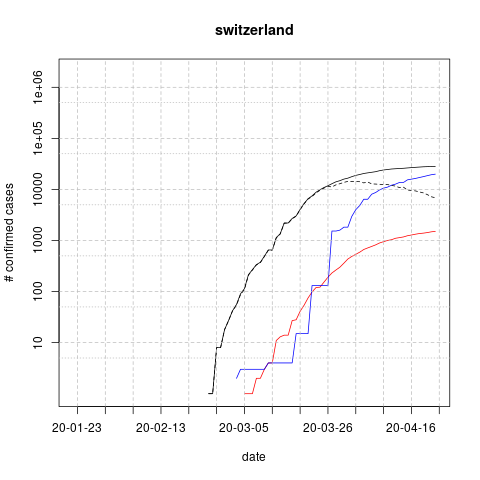 switzerland
# confirmed cases
1e+06
1e+05
10000
1000
100
10
20-01-23
20-02-13
20-03-05
20-03-26
20-04-16
date